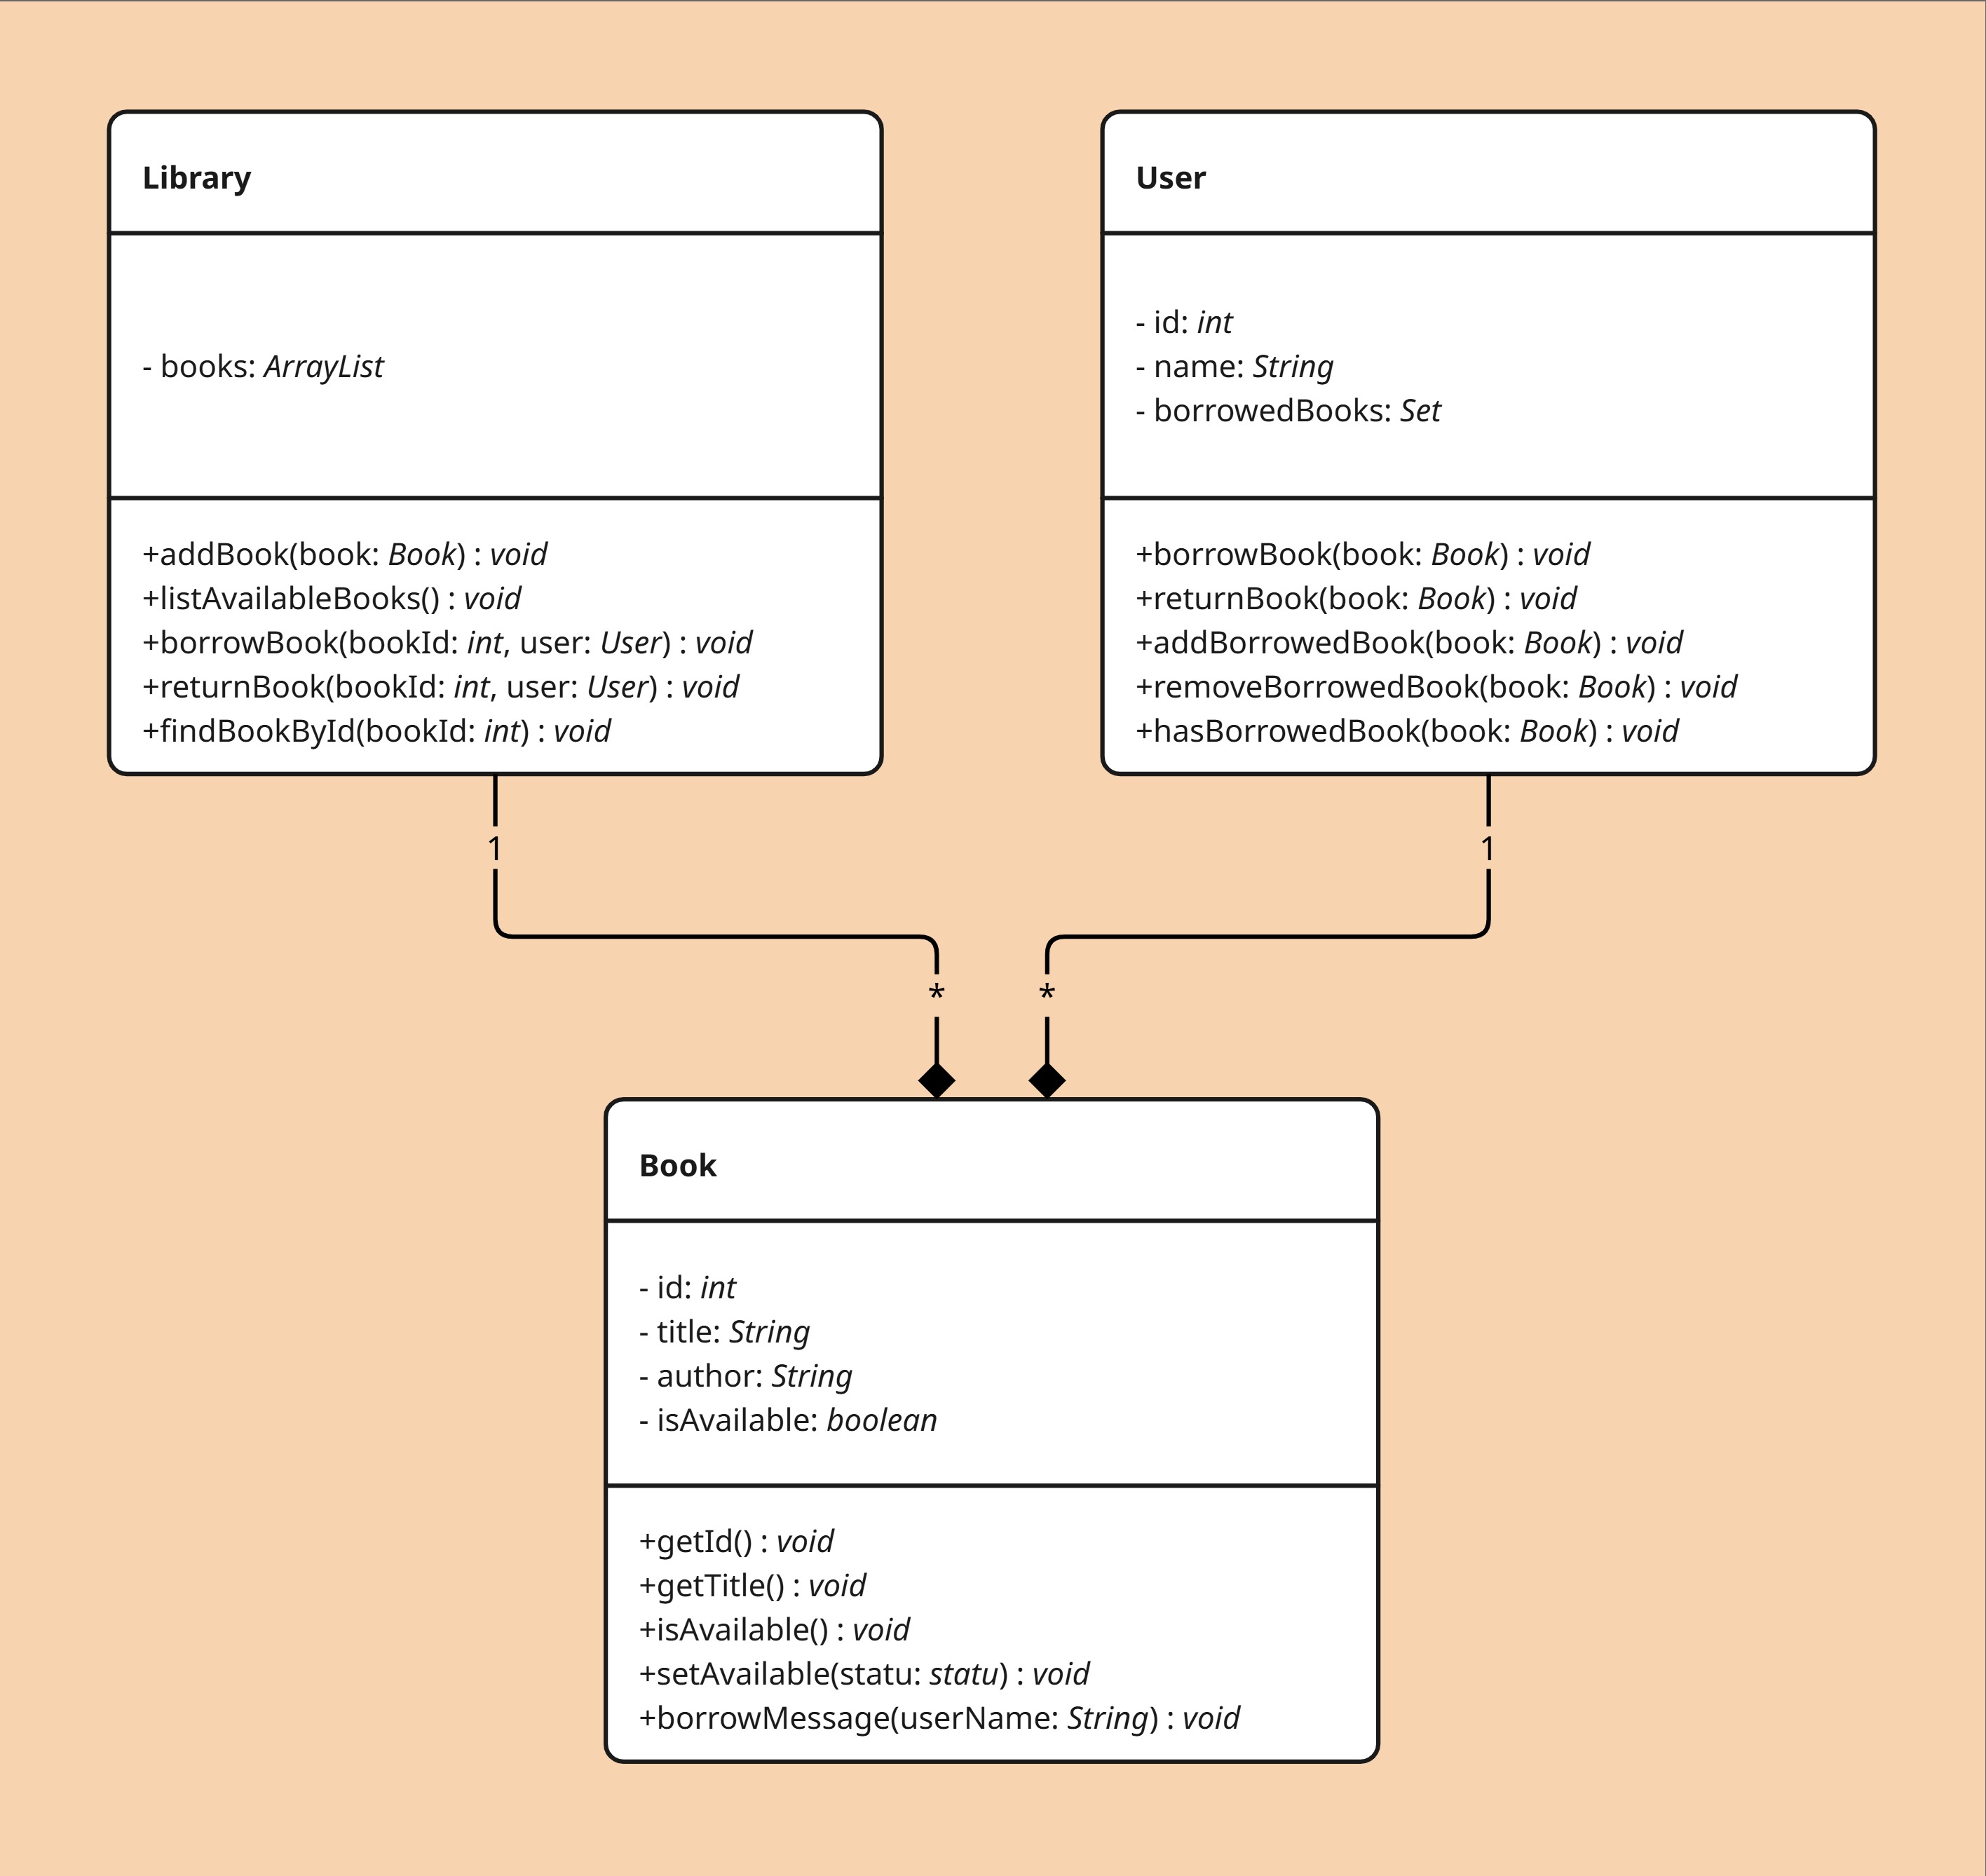 Library
- books: ArrayList
+addBook(book: Book) : void
+listAvailableBooks() : void
+borrowBook(bookId: int, user: User) : void
+returnBook(bookId: int, user: User) : void
+findBookById(bookId: int) : void
User
- id: int
- name: String
- borrowedBooks: Set
+borrowBook(book: Book) : void
+returnBook(book: Book) : void
+addBorrowedBook(book: Book) : void
+removeBorrowedBook(book: Book) : void
+hasBorrowedBook(book: Book) : void
1
1
*
*
Book
- id: int
- title: String
- author: String
- isAvailable: boolean
+getId() : void
+getTitle() : void
+isAvailable() : void
+setAvailable(statu: statu) : void
+borrowMessage(userName: String) : void